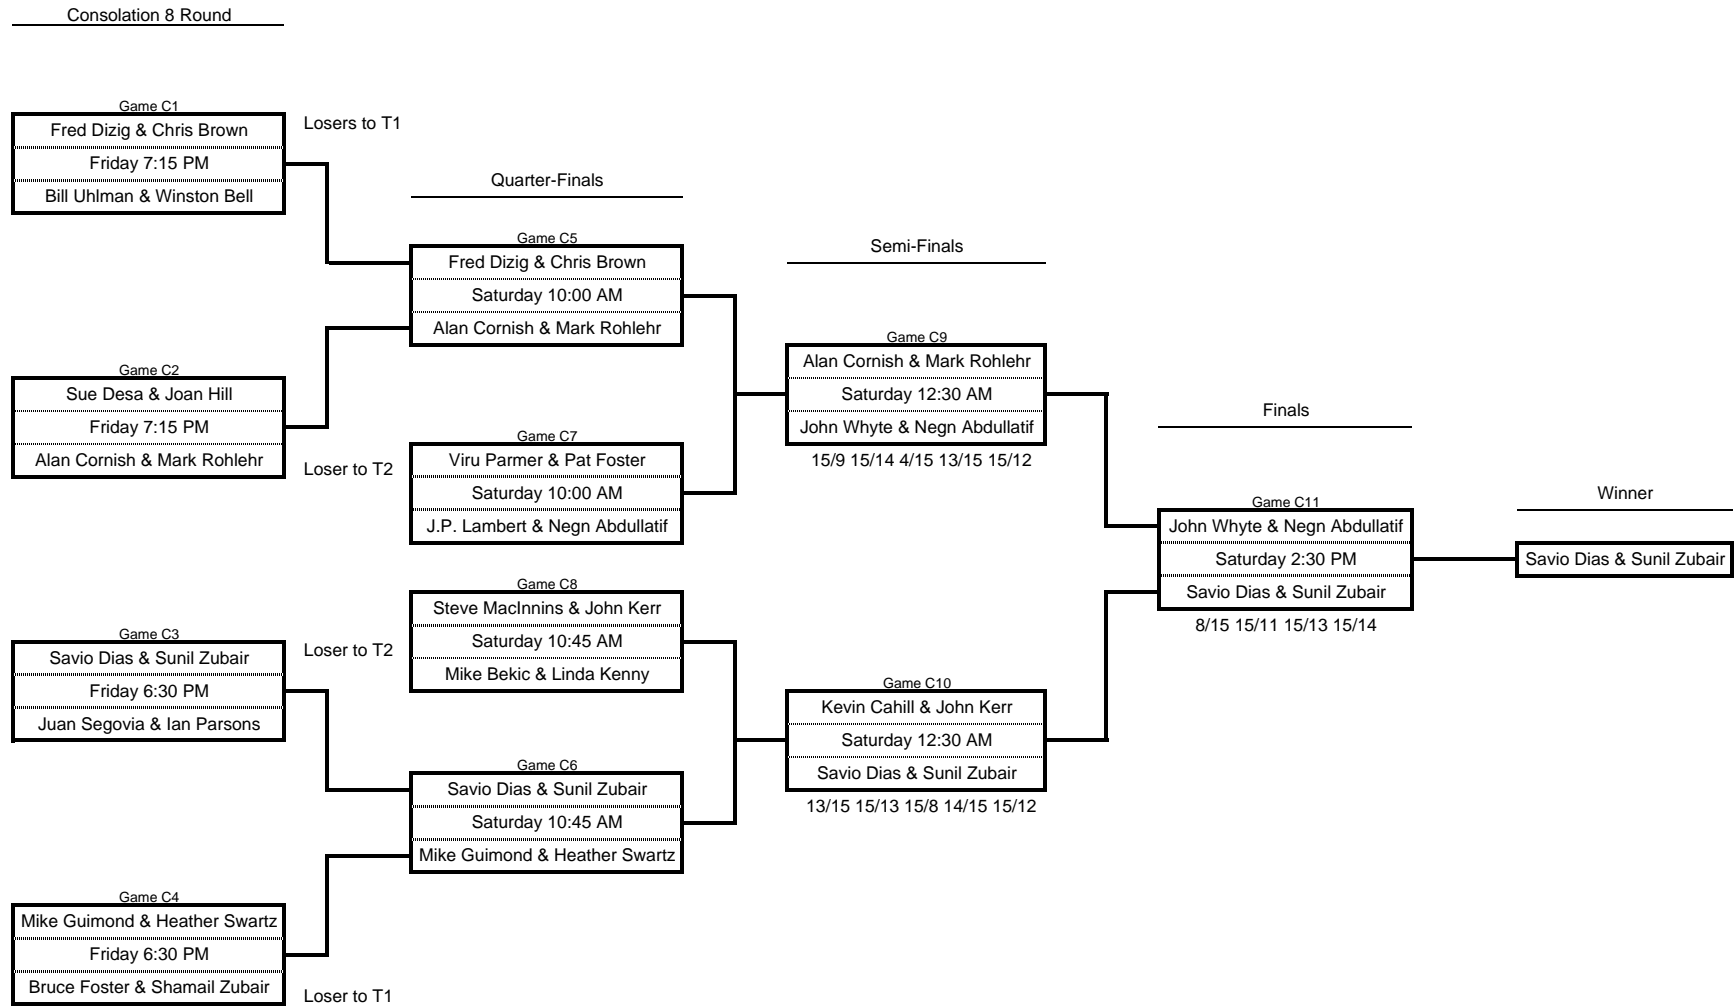 Consolation 8 Round
Game C1
Fred Dizig & Chris Brown
Friday 7:15 PM
Bill Uhlman & Winston Bell
Losers to T1
Game C2
Sue Desa & Joan Hill
Friday 7:15 PM
Alan Cornish & Mark Rohlehr
Loser to T2
Game C3
Savio Dias & Sunil Zubair
Friday 6:30 PM
Juan Segovia & Ian Parsons
Loser to T2
Game C4
Mike Guimond & Heather Swartz
Friday 6:30 PM
Bruce Foster & Shamail Zubair
Loser to T1
Quarter-Finals
Game C5
Fred Dizig & Chris Brown
Saturday 10:00 AM
Alan Cornish & Mark Rohlehr
Game C7
Viru Parmer & Pat Foster
Saturday 10:00 AM
J.P. Lambert & Negn Abdullatif
Game C8
Steve MacInnins & John Kerr
Saturday 10:45 AM
Mike Bekic & Linda Kenny
Game C6
Savio Dias & Sunil Zubair
Saturday 10:45 AM
Mike Guimond & Heather Swartz
Semi-Finals
Game C9
Alan Cornish & Mark Rohlehr
Saturday 12:30 AM
John Whyte & Negn Abdullatif
15/9 15/14 4/15 13/15 15/12
Game C10
Kevin Cahill & John Kerr
Saturday 12:30 AM
Savio Dias & Sunil Zubair
13/15 15/13 15/8 14/15 15/12
Finals
Game C11
John Whyte & Negn Abdullatif
Saturday 2:30 PM
Savio Dias & Sunil Zubair
8/15 15/11 15/13 15/14
Winner
Savio Dias & Sunil Zubair